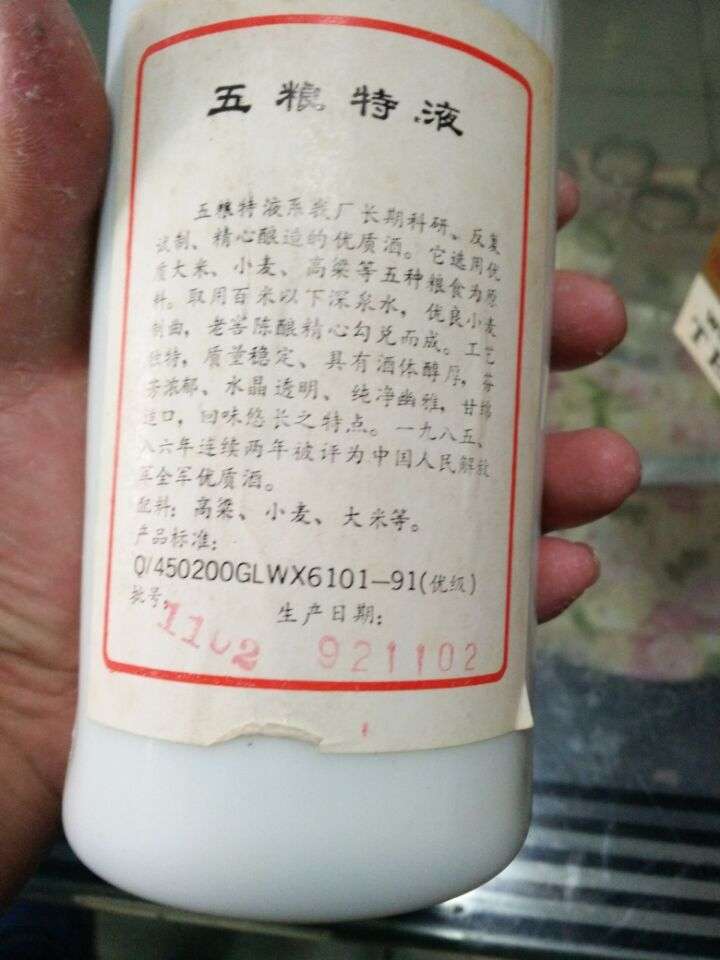 五粮特液
五粮特液系我厂长期科研、反复
试制、精心酿造的优质酒。它选用优
质大米、小麦、高粱等五种粮食为原
料。取用百米以下深泉水，优良小麦
制曲，老窖陈酿精心勾兑而成。工艺
独特，质量稳定、具有酒体醇厚，芬
芳浓郁、水晶透明、纯净幽雅，甘绵
适口，回味悠长之特点。一九八五、
八六年连续两年被评为中国人民解放
军全军优质酒。
配料：高粱、小麦、大米等。
产品标准：
Q/450200GLWX6101—91(优级)
批号： 生产日期：
1102 921102